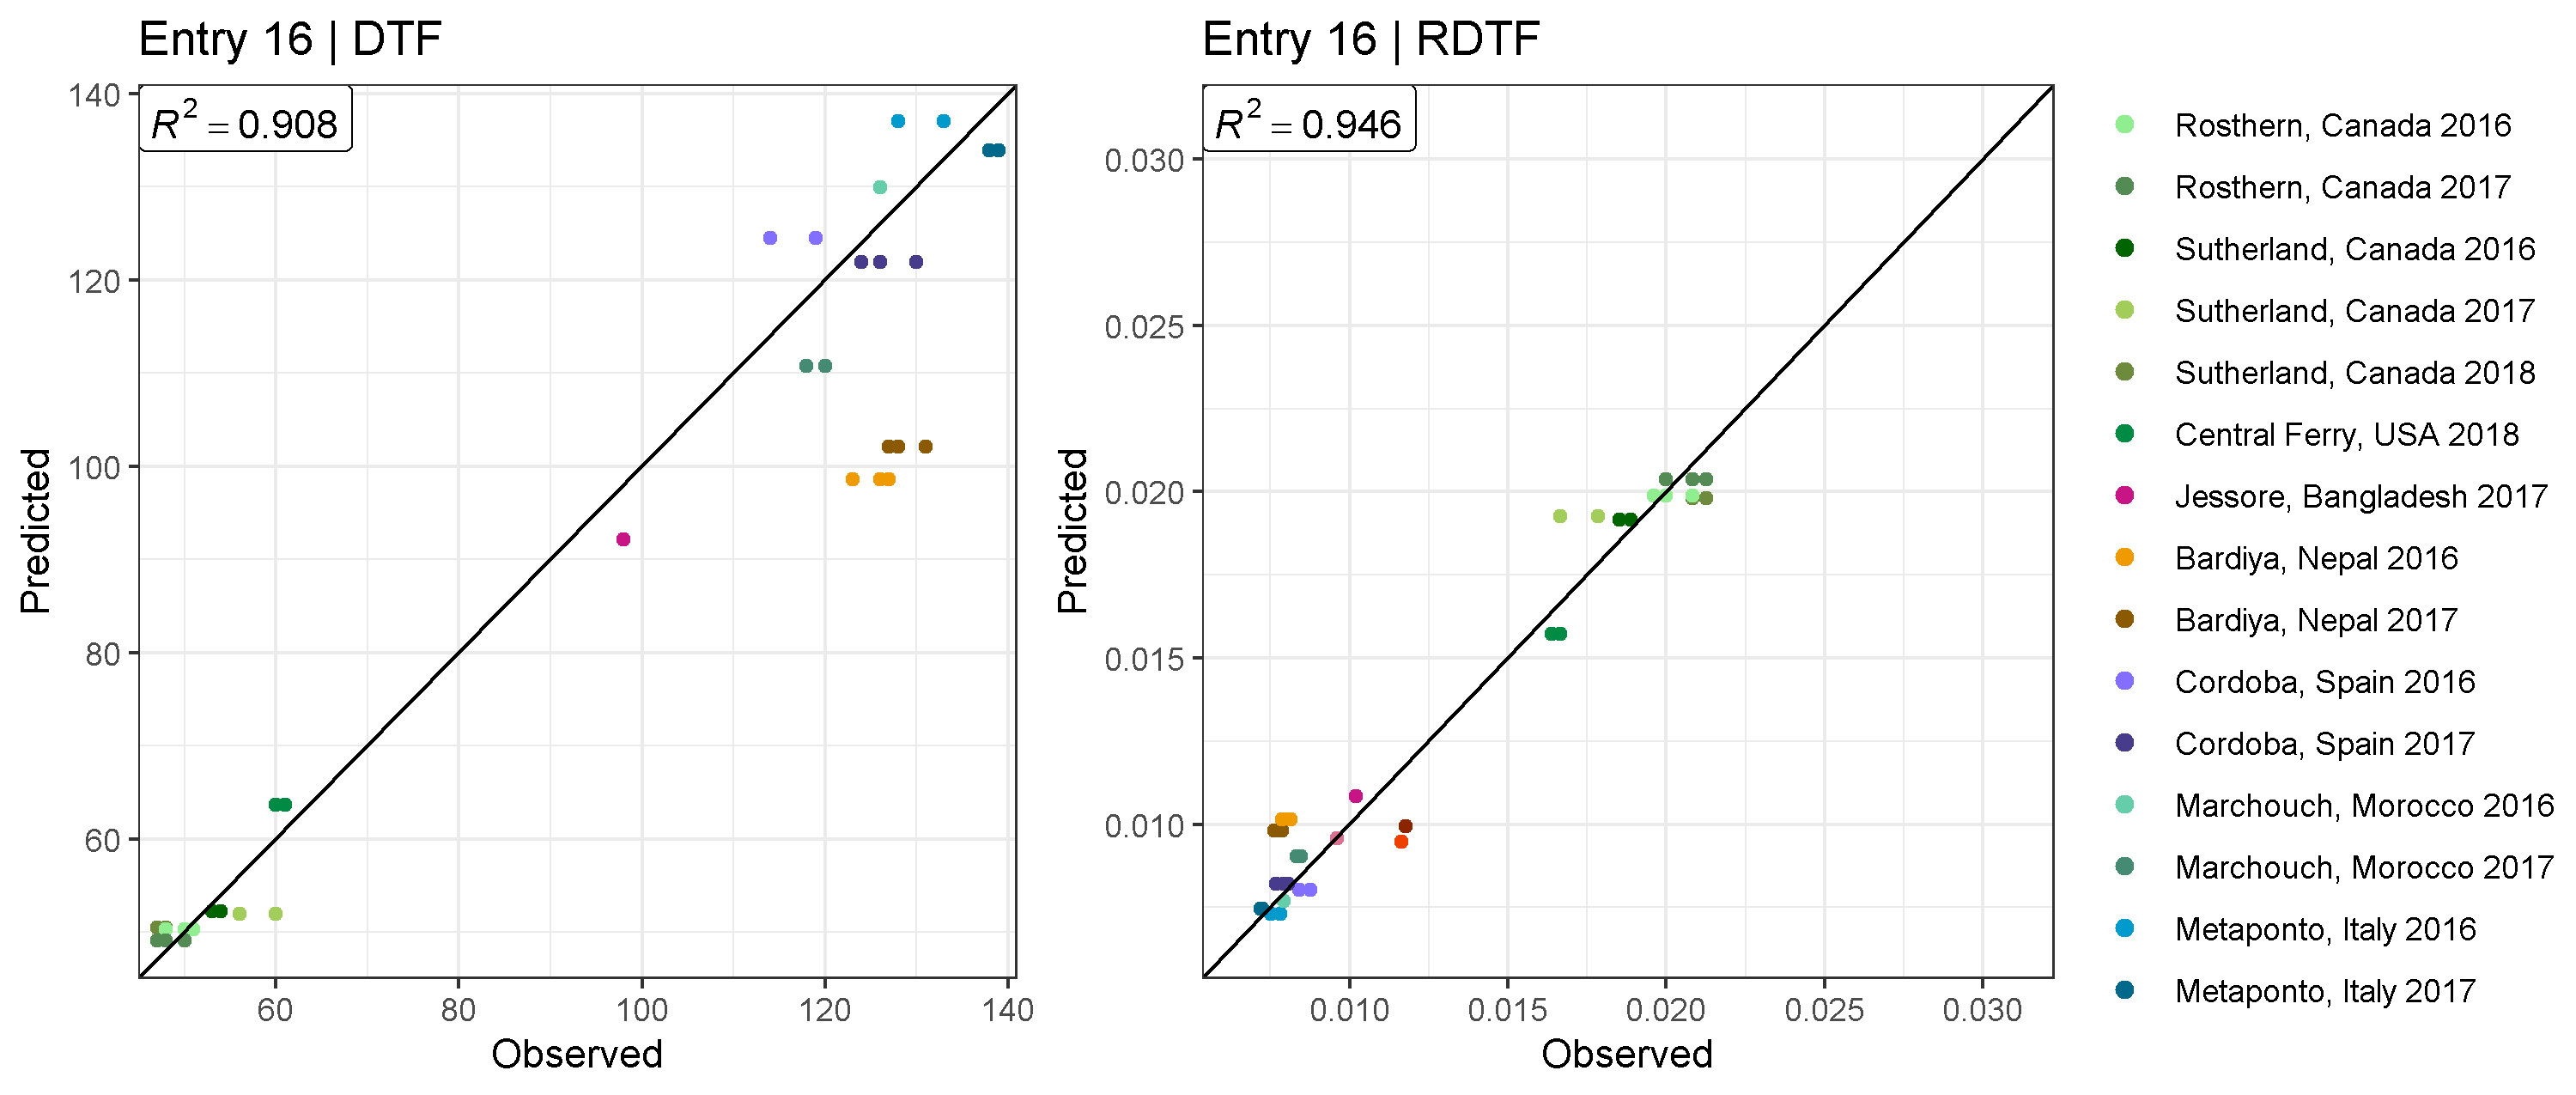 Entry 16 | DTF
R² = 0.908
140
120
100
80
60
Predicted
60 80 100 120 140
Observed
Entry 16 | RDTF
R² = 0.946
0.030
0.025
0.020
0.015
0.010
Predicted
0.010 0.015 0.020 0.025 0.030
Observed
Rosthern, Canada 2016
Rosthern, Canada 2017
Sutherland, Canada 2016
Sutherland, Canada 2017
Sutherland, Canada 2018
Central Ferry, USA 2018
Jessore, Bangladesh 2017
Bardiya, Nepal 2016
Bardiya, Nepal 2017
Cordoba, Spain 2016
Cordoba, Spain 2017
Marchouch, Morocco 2016
Marchouch, Morocco 2017
Metaponto, Italy 2016
Metaponto, Italy 2017